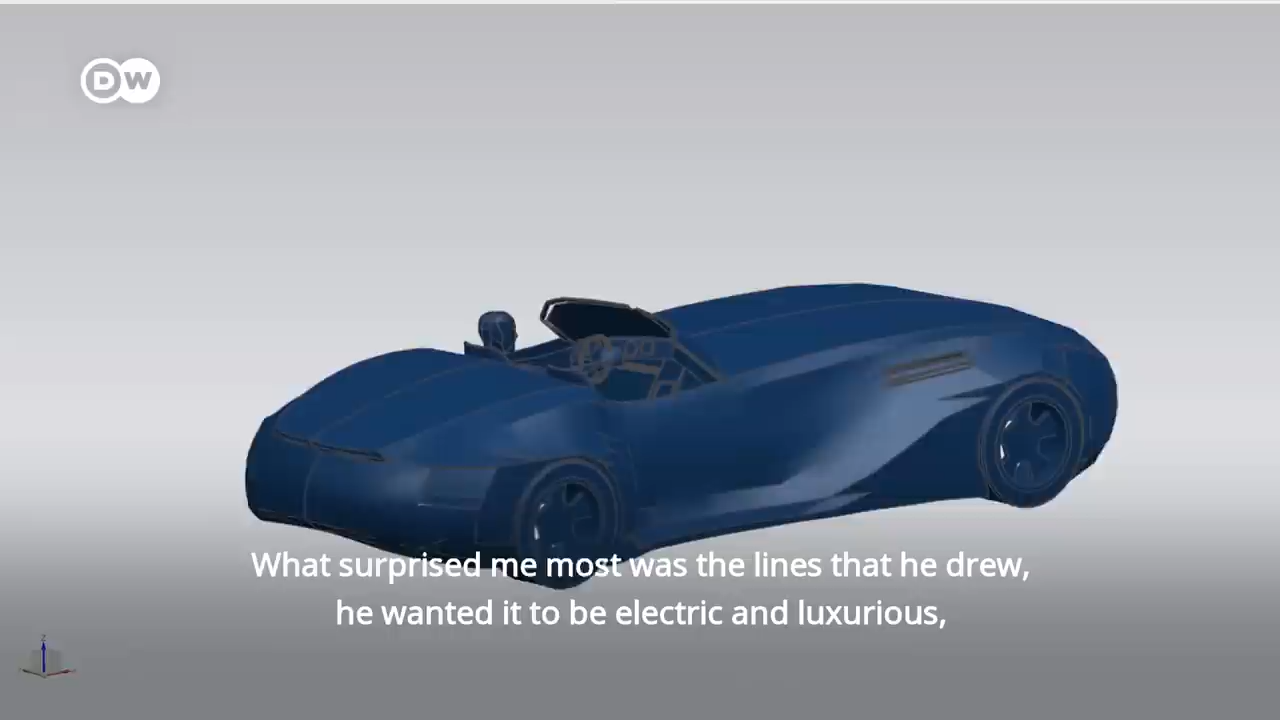 DW
What surprised me most was the lines that he drew,
he wanted it to be electric and luxurious,